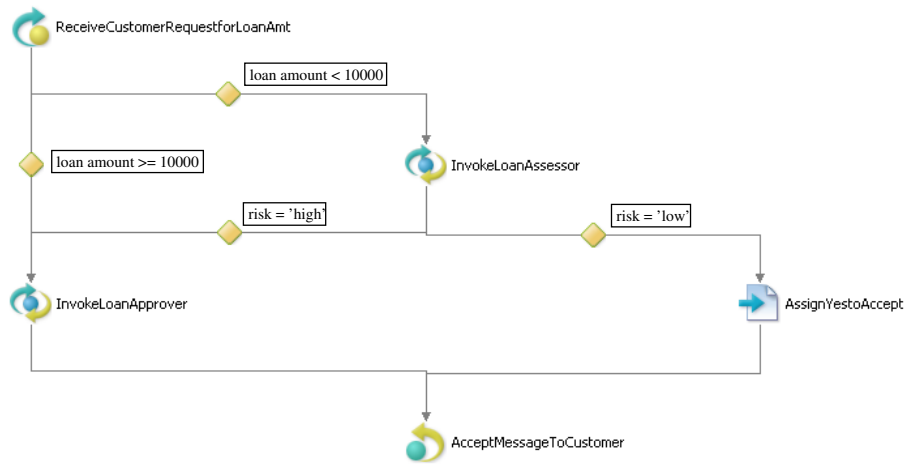 ReceiveCustomerRequestforLoanAmt
loan amount < 10000
loan amount >= 10000
InvokeLoanAssessor
risk = 'high'
risk = 'low'
InvokeLoanApprover
AssignYestoAccept
AcceptMessageToCustomer